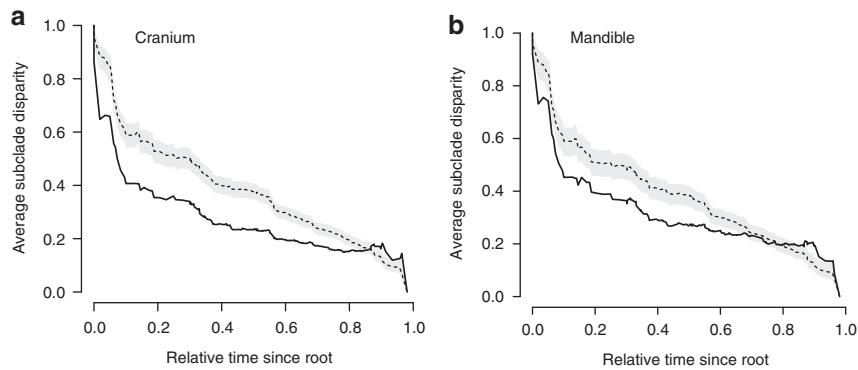 a
Cranium
Average subclade disparity
1.0
0.8
0.6
0.4
0.2
0.0
0.0 0.2 0.4 0.6 0.8 1.0
Relative time since root
b
Mandible
Average subclade disparity
1.0
0.8
0.6
0.4
0.2
0.0
0.0 0.2 0.4 0.6 0.8 1.0
Relative time since root